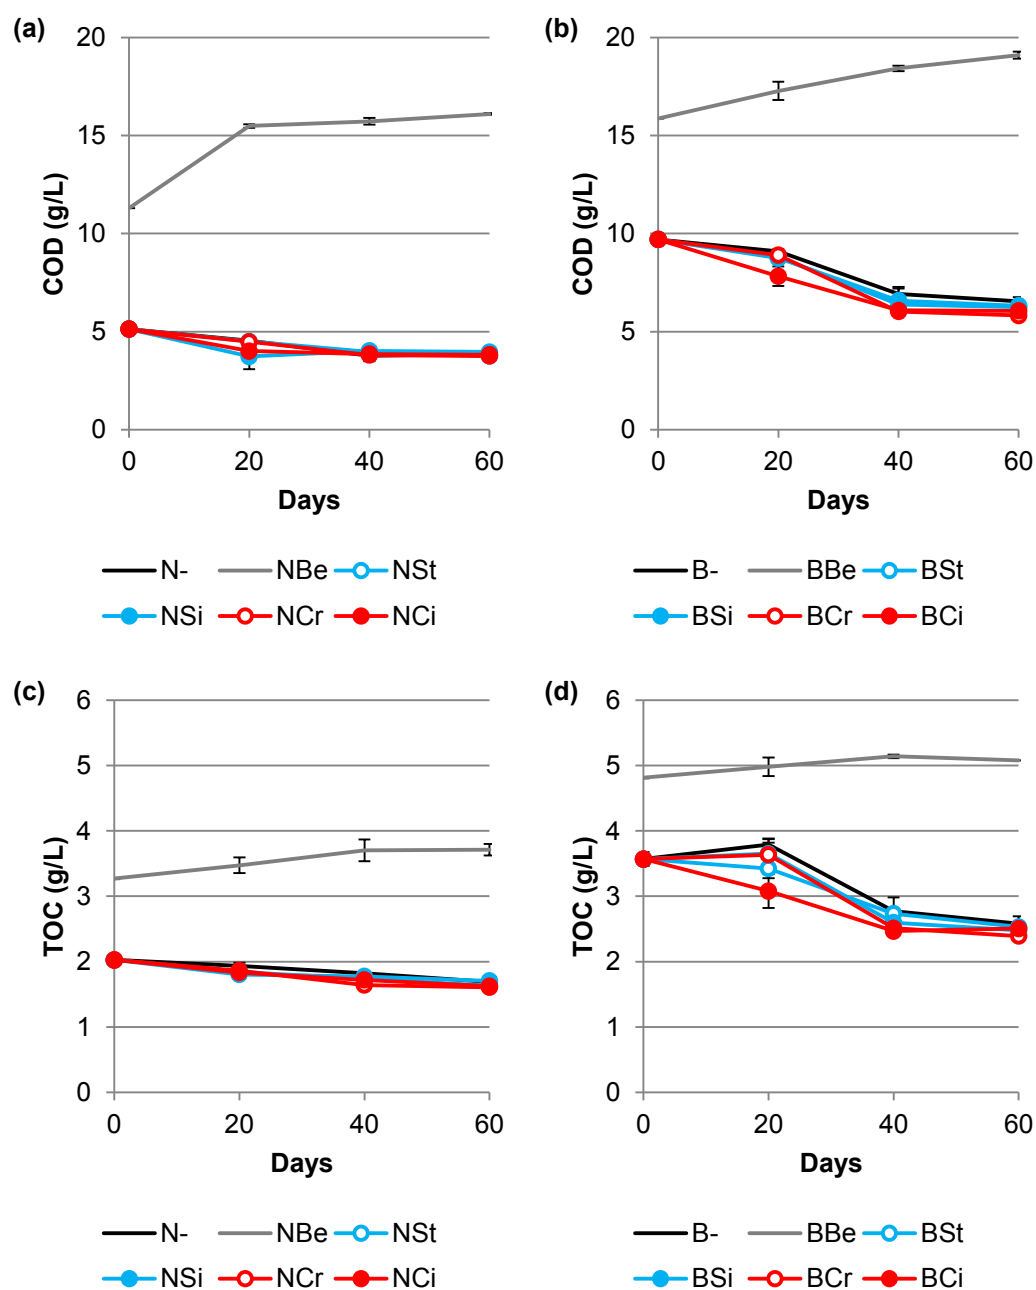 (a)
20
15
10
5
0
COD (g/L)
0 20 40 60
Days
N- NBe NSt
NSi NCr NCi
(b)
20
15
10
5
0
COD (g/L)
0 20 40 60
Days
B- BBe BSt
BSi BCr BCi
(c)
6
5
4
3
2
1
0
TOC (g/L)
0 20 40 60
Days
N- NBe NSt
NSi NCr NCi
(d)
6
5
4
3
2
1
0
TOC (g/L)
0 20 40 60
Days
B- BBe BSt
BSi BCr BCi